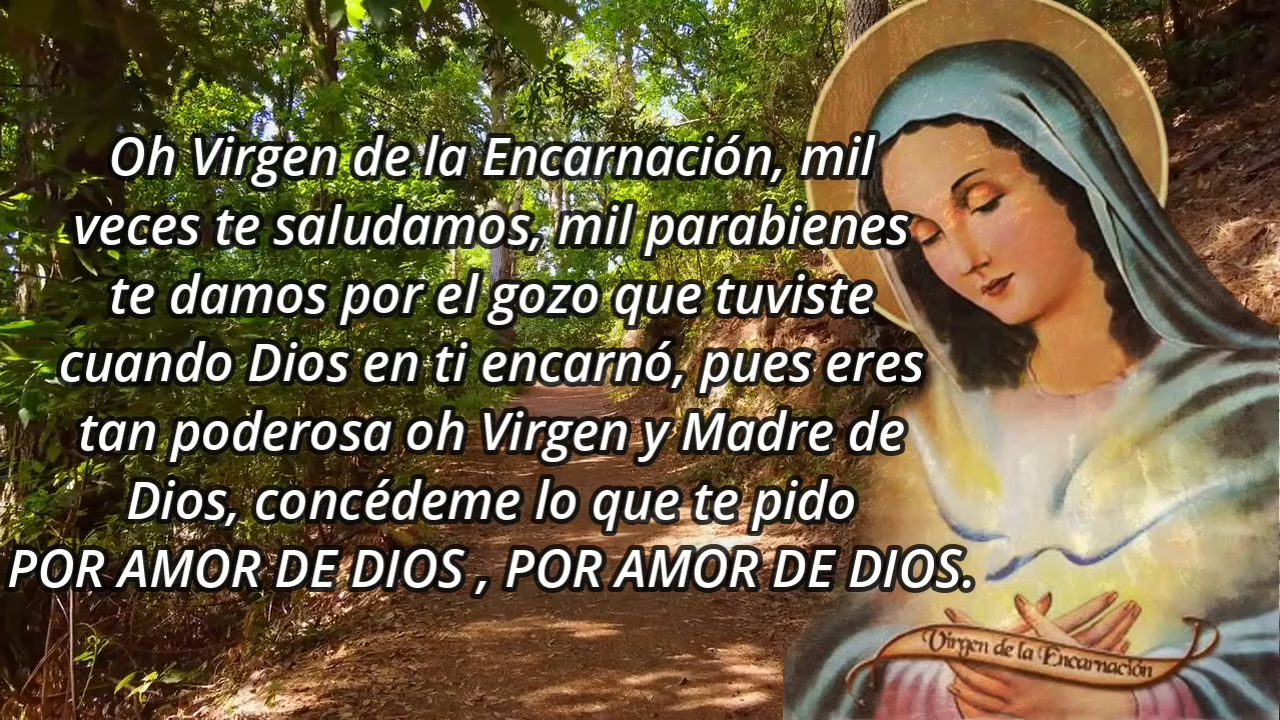 Oh Virgen de la Encarnación, mil
veces te saludamos, mil parabienes
te damos por el gozo que tuviste
cuando Dios en ti encarnó, pues eres
tan poderosa oh Virgen y Madre de
Dios, concédeme lo que te pido
POR AMOR DE DIOS , POR AMOR DE DIOS.
Virgen de la Encarnación